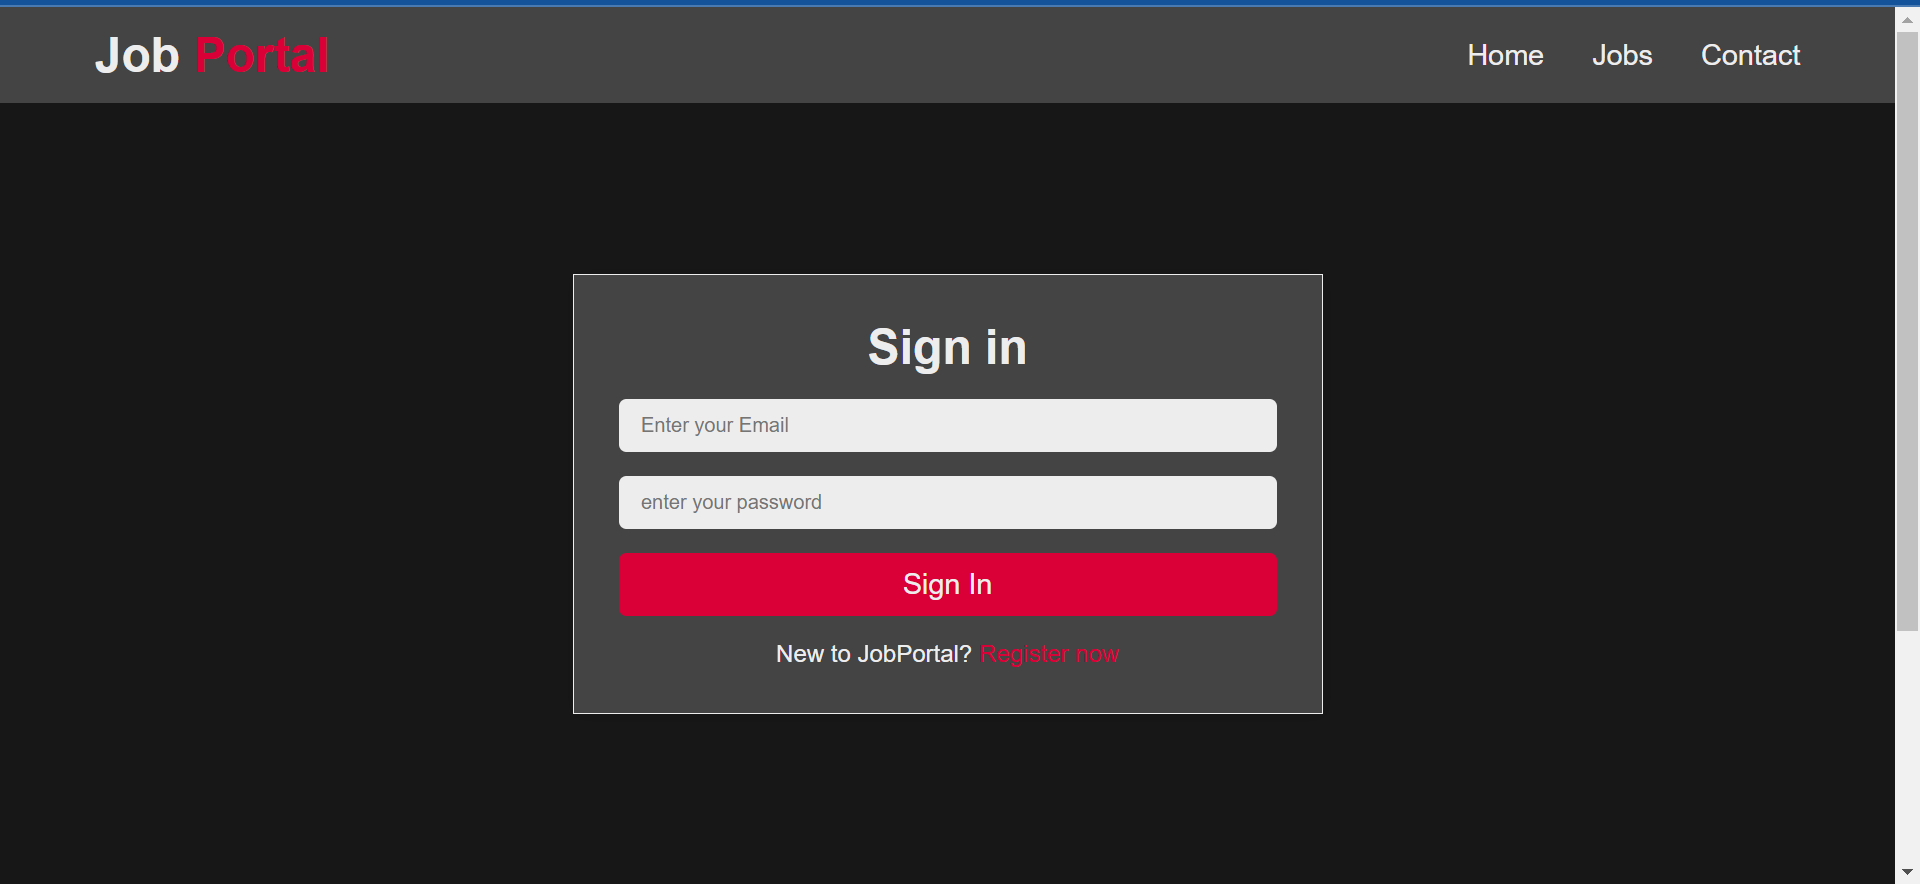 Job Portal
Home Jobs Contact
Sign in
Enter your Email
enter your password
Sign In
New to JobPortal? Register now